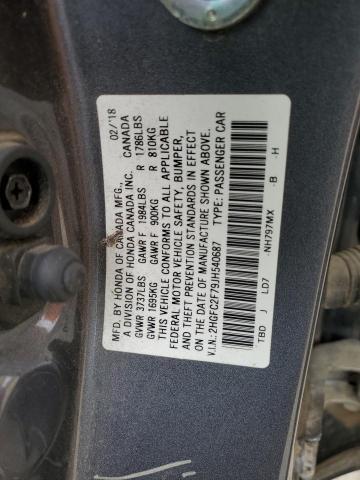 MFD. BY HONDA OF CANADA MFG., 02/'18
A DIVISION OF HONDA CANADA INC. CANADA
GVWR 3737LBS GAWR F 1984LBS R 1786LBS
GVWR 1695KG GAWR F 900KG R 810KG
THIS VEHICLE CONFORMS TO ALL APPLICABLE
FEDERAL MOTOR VEHICLE SAFETY, BUMPER,
AND THEFT PREVENTION STANDARDS IN EFFECT
ON THE DATE OF MANUFACTURE SHOWN ABOVE.
V.I.N.: 2HGFC2F791H540687 TYPE: PASSENGER CAR
TBD J LD7 -NH797MX -B -H